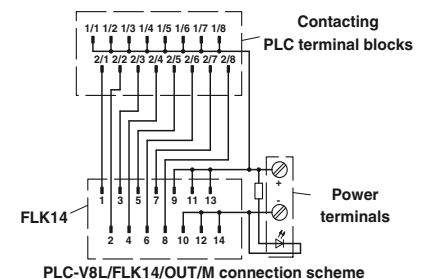 Contacting
PLC terminal blocks
1/1 1/2 1/3 1/4 1/5 1/6 1/7 1/8
2/1 2/2 2/3 2/4 2/5 2/6 2/7 2/8
+
-
1 3 5 7 9 11 13
Power
terminals
FLK14
2 4 6 8 10 12 14
PLC-V8L/FLK14/OUT/M connection scheme